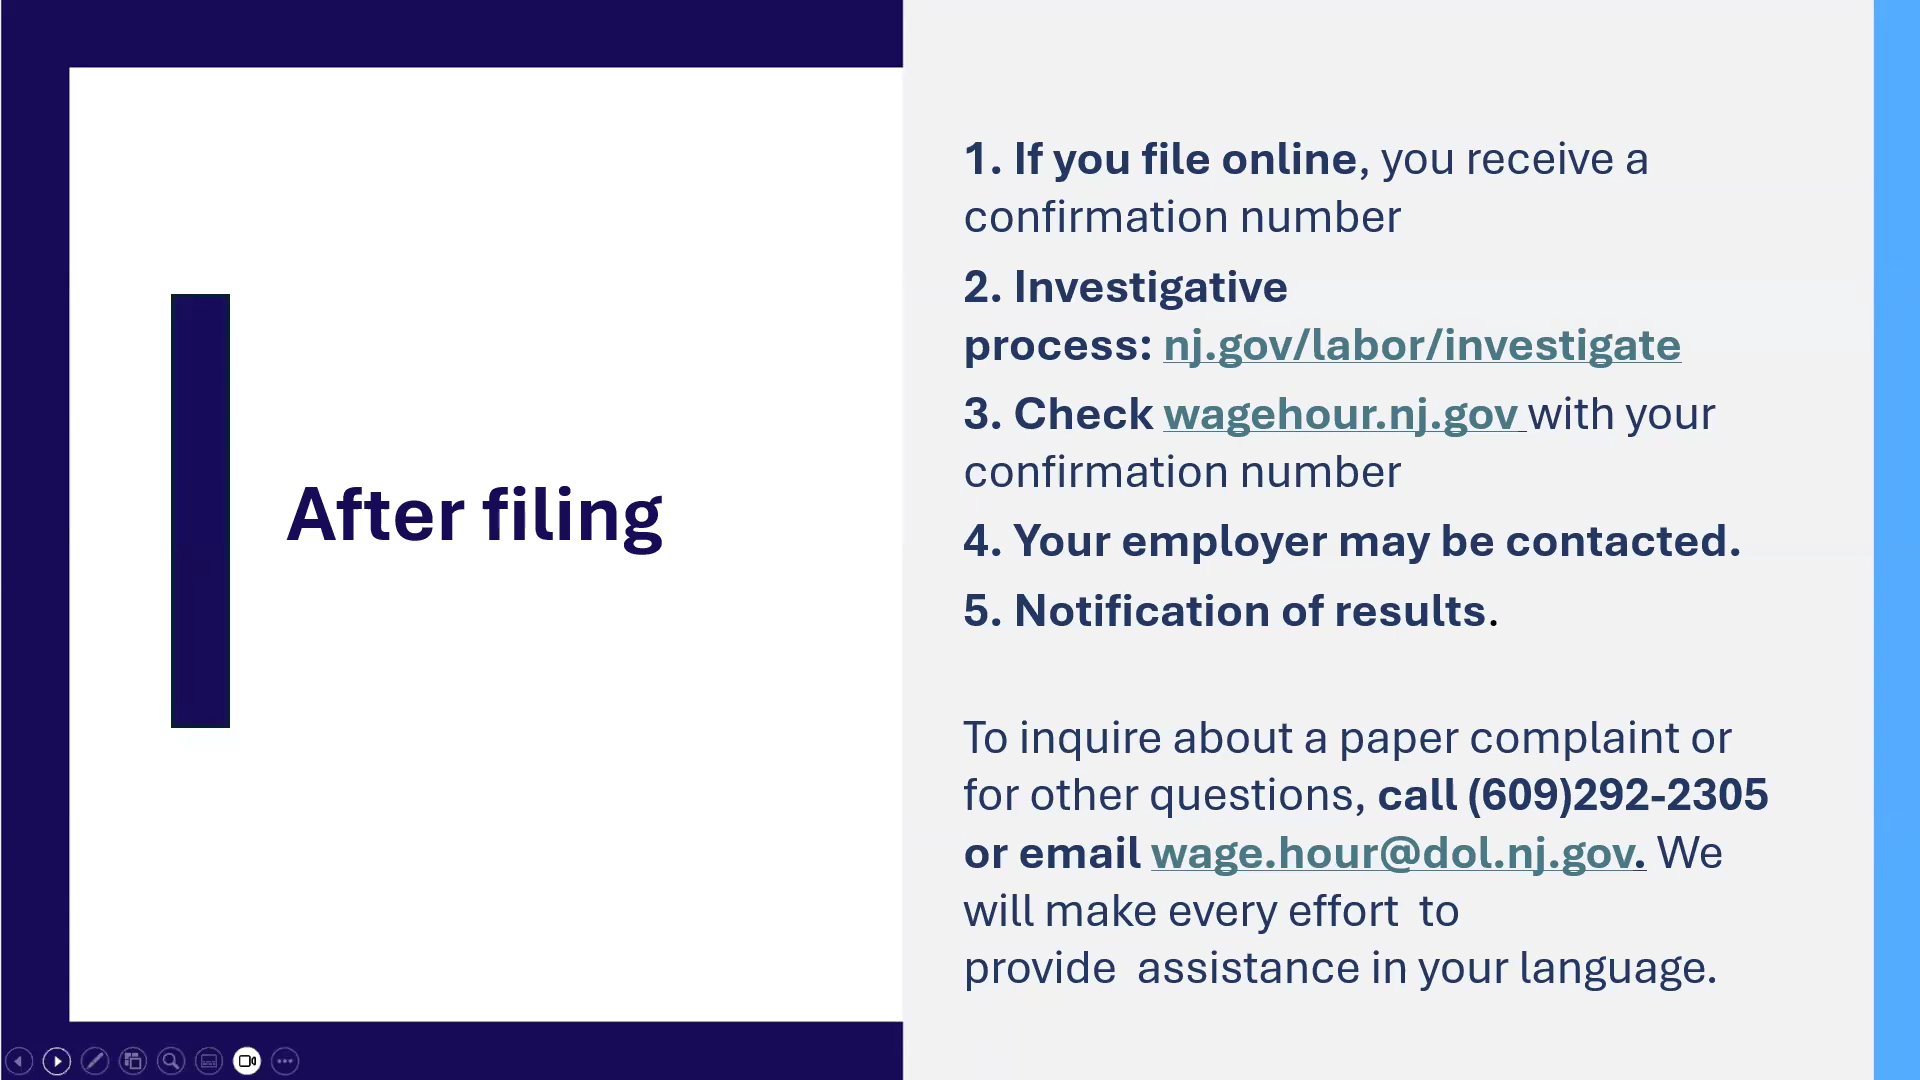 After filing
1. If you file online, you receive a
confirmation number
2. Investigative
process: nj.gov/labor/investigate
3. Check wagehour.nj.gov with your
confirmation number
4. Your employer may be contacted.
5. Notification of results.
To inquire about a paper complaint or
for other questions, call (609)292-2305
or email wage.hour@dol.nj.gov. We
will make every effort  to
provide  assistance in your language.